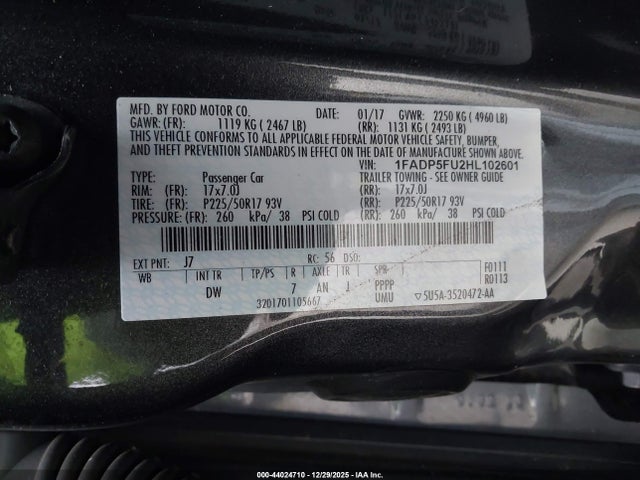 MFD. BY FORD MOTOR CO. DATE: 01/17 GVWR: 2250 KG ( 4960 LB)
GAWR: (FR): 1119 KG ( 2467 LB) (RR): 1131 KG ( 2493 LB)
THIS VEHICLE CONFORMS TO ALL APPLICABLE FEDERAL MOTOR VEHICLE SAFETY, BUMPER,
AND THEFT PREVENTION STANDARDS IN EFFECT ON THE DATE OF MANUFACTURE SHOWN ABOVE.
VIN: 1FADP5FU2HL102601
TYPE: Passenger Car TRAILER TOWING - SEE OWNER GUIDE
RIM: (FR): 17x7.0J (RR): 17x7.0J
TIRE: (FR): P225/50R17 93V (RR): P225/50R17 93V
PRESSURE: (FR): 260 kPa/ 38 PSI COLD (RR): 260 kPa/ 38 PSI COLD
EXT PNT: J7 RC: 56 DSO:
WB INT TR TP/PS R AXLE TR SPR F0111
DW 7 AN J PPPP RD113
3201701105667 UMU ▽5U5A-3520472-AA
000-44024710 - 12/29/2025 - IAA Inc.